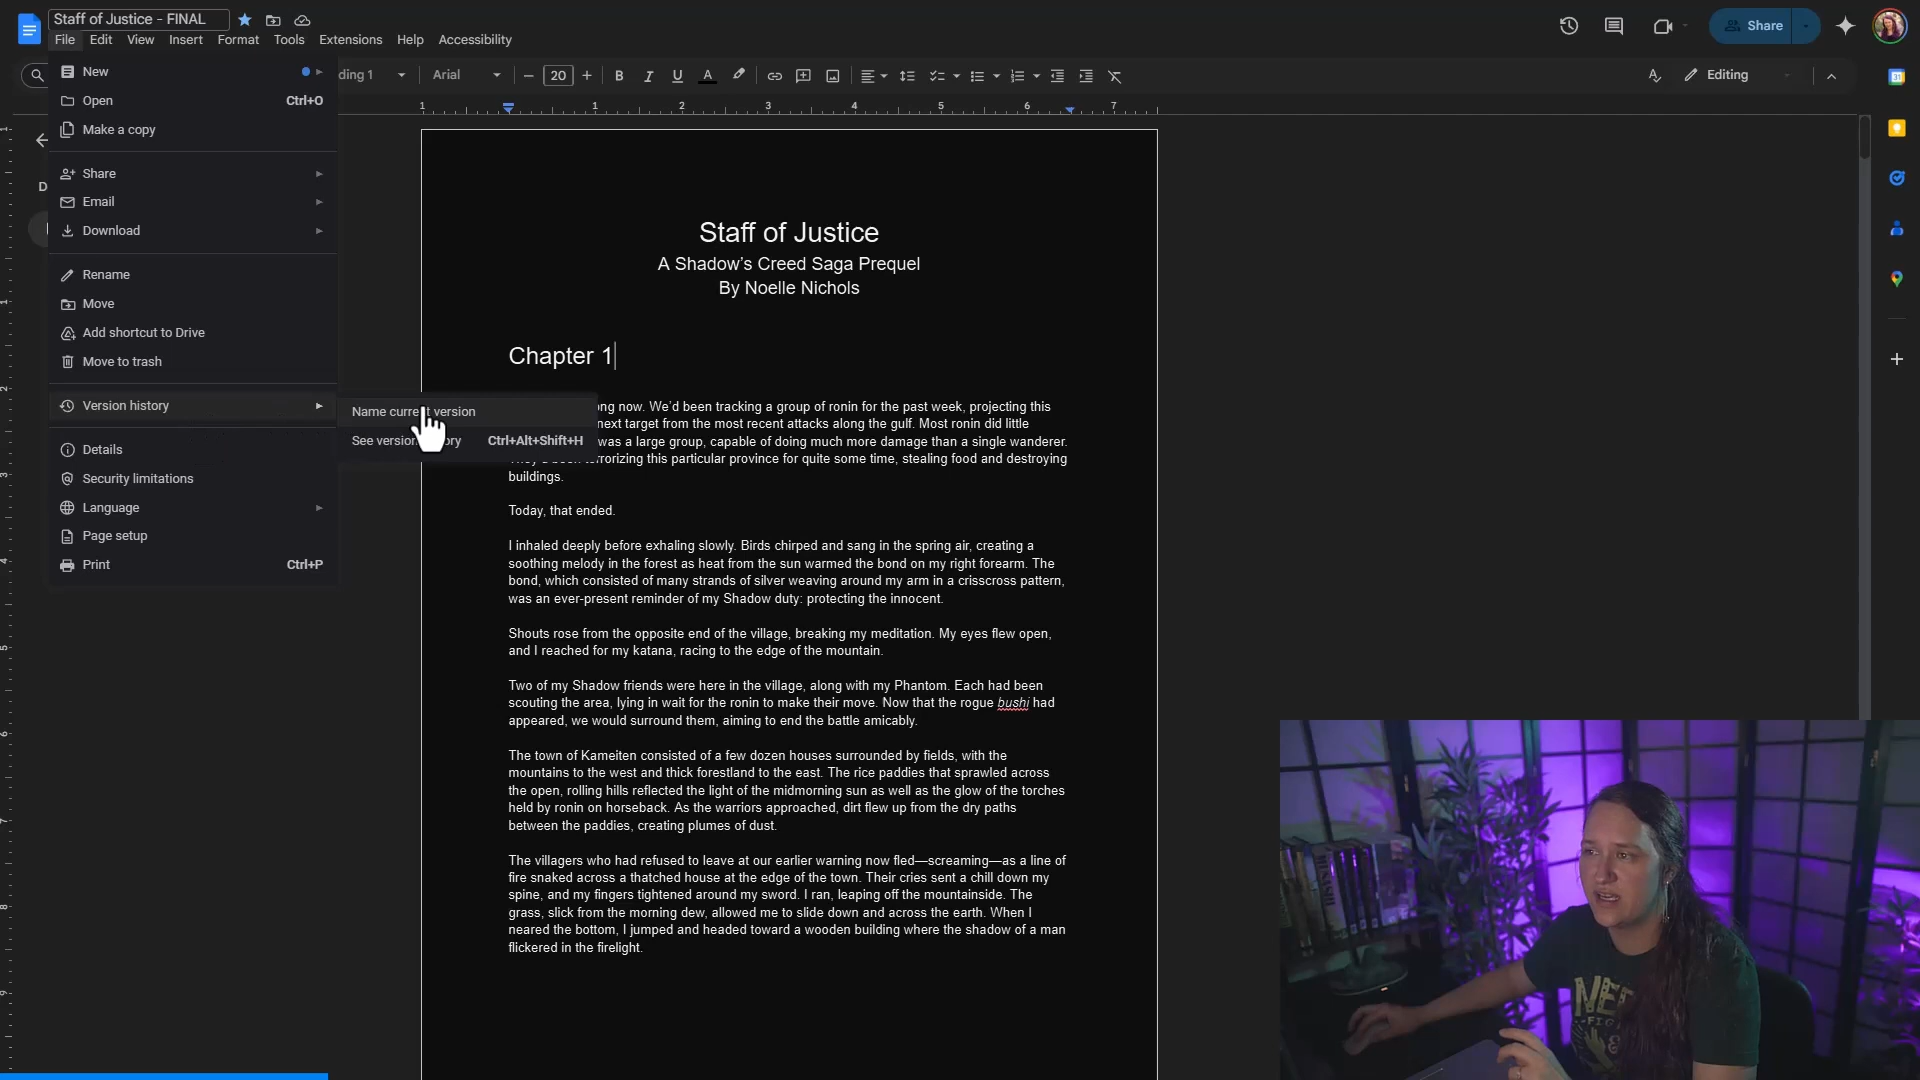 Staff of Justice - FINAL
File Edit View Insert Format Tools Extensions Help Accessibility
Share
New
Open Ctrl+O
Make a copy
Share
Email
Download
Rename
Move
Add shortcut to Drive
Move to trash
Version history
Details
Security limitations
Language
Page setup
Print Ctrl+P
Name current version
See version Ctrl+Alt+Shift+H
ding 1 Arial 20 B I U A Editing
1 1 2 3 4 5 6 7
Staff of Justice
A Shadow's Creed Saga Prequel
By Noelle Nichols
Chapter 1
ong now. We'd been tracking a group of ronin for the past week, projecting this
next target from the most recent attacks along the gulf. Most ronin did little
was a large group, capable of doing much more damage than a single wanderer.
They'd been terrorizing this particular province for quite some time, stealing food and destroying
buildings.
Today, that ended.
I inhaled deeply before exhaling slowly. Birds chirped and sang in the spring air, creating a
soothing melody in the forest as heat from the sun warmed the bond on my right forearm. The
bond, which consisted of many strands of silver weaving around my arm in a crisscross pattern,
was an ever-present reminder of my Shadow duty: protecting the innocent.
Shouts rose from the opposite end of the village, breaking my meditation. My eyes flew open,
and I reached for my katana, racing to the edge of the mountain.
Two of my Shadow friends were here in the village, along with my Phantom. Each had been
scouting the area, lying in wait for the ronin to make their move. Now that the rogue bushi had
appeared, we would surround them, aiming to end the battle amicably.
The town of Kameiten consisted of a few dozen houses surrounded by fields, with the
mountains to the west and thick forestland to the east. The rice paddies that sprawled across
the open, rolling hills reflected the light of the midmorning sun as well as the glow of the torches
held by ronin on horseback. As the warriors approached, dirt flew up from the dry paths
between the paddies, creating plumes of dust.
The villagers who had refused to leave at our earlier warning now fled—screaming—as a line of
fire snaked across a thatched house at the edge of the town. Their cries sent a chill down my
spine, and my fingers tightened around my sword. I ran, leaping off the mountainside. The
grass, slick from the morning dew, allowed me to slide down and across the earth. When I
neared the bottom, I jumped and headed toward a wooden building where the shadow of a man
flickered in the firelight.